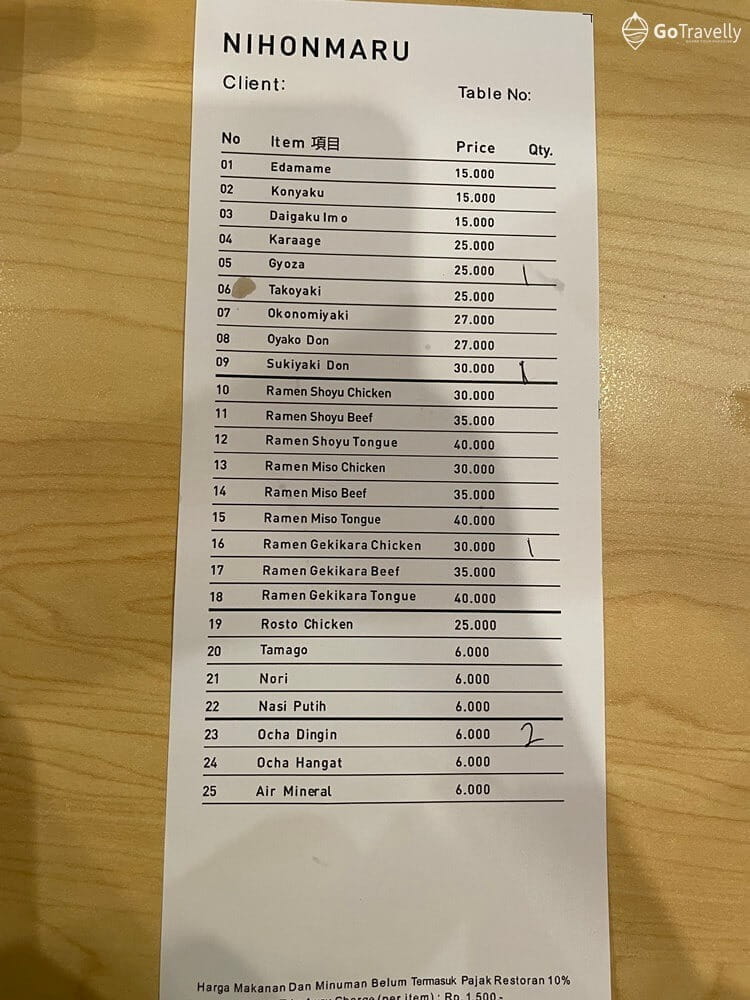 GoTravelly
NIHONMARU
Client:
Table No:
No Item 項目 Price Qty.
01 Edamame 15.000
02 Konyaku 15.000
03 Daigaku Imo 15.000
04 Karaage 25.000
05 Gyoza 25.000 1
06 Takoyaki 25.000
07 Okonomiyaki 27.000
08 Oyako Don 27.000
09 Sukiyaki Don 30.000 1
10 Ramen Shoyu Chicken 30.000
11 Ramen Shoyu Beef 35.000
12 Ramen Shoyu Tongue 40.000
13 Ramen Miso Chicken 30.000
14 Ramen Miso Beef 35.000
15 Ramen Miso Tongue 40.000
16 Ramen Gekikara Chicken 30.000 1
17 Ramen Gekikara Beef 35.000
18 Ramen Gekikara Tongue 40.000
19 Rosto Chicken 25.000
20 Tamago 6.000
21 Nori 6.000
22 Nasi Putih 6.000
23 Ocha Dingin 6.000 2
24 Ocha Hangat 6.000
25 Air Mineral 6.000
Harga Makanan Dan Minuman Belum Termasuk Pajak Restoran 10%
Charge (per item) : Rp. 1.500,-